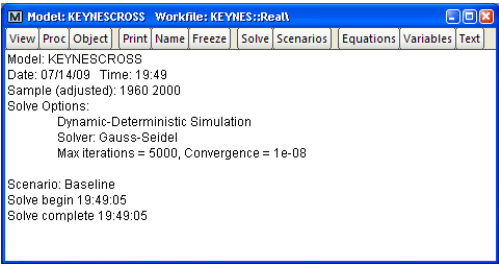 Model: KEYNESCROSS Workfile: KEYNES::Real\
View Proc Object Print Name Freeze Solve Scenarios Equations Variables Text
Model: KEYNESCROSS
Date: 07/14/09 Time: 19:49
Sample (adjusted): 1960 2000
Solve Options:
Dynamic-Deterministic Simulation
Solver: Gauss-Seidel
Max iterations = 5000, Convergence = 1e-08
Scenario: Baseline
Solve begin 19:49:05
Solve complete 19:49:05